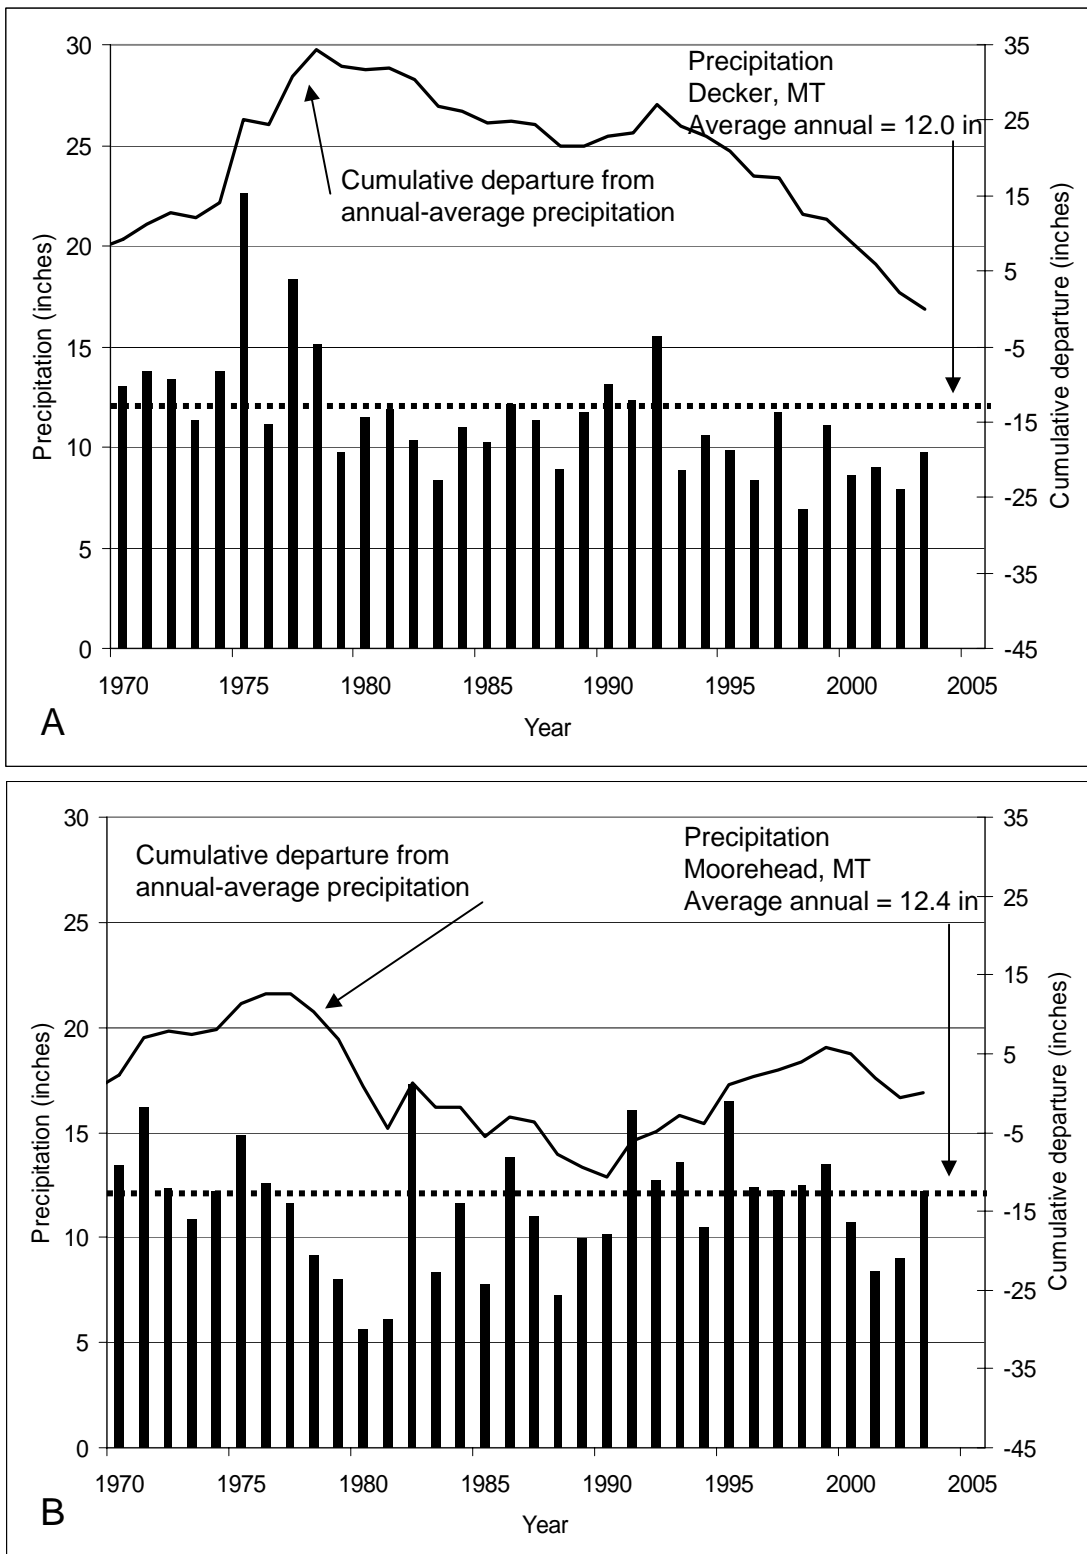 30
25
20
15
10
5
0
Precipitation (inches)
35
25
15
5
-5
-15
-25
-35
-45
Cumulative departure (inches)
Precipitation
Decker, MT
Average annual = 12.0 in
Cumulative departure from
annual-average precipitation
1970 1975 1980 1985 1990 1995 2000 2005
Year
A
30
25
20
15
10
5
0
Precipitation (inches)
35
25
15
5
-5
-15
-25
-35
-45
Cumulative departure (inches)
Cumulative departure from
annual-average precipitation
Precipitation
Moorehead, MT
Average annual = 12.4 in
1970 1975 1980 1985 1990 1995 2000 2005
Year
B